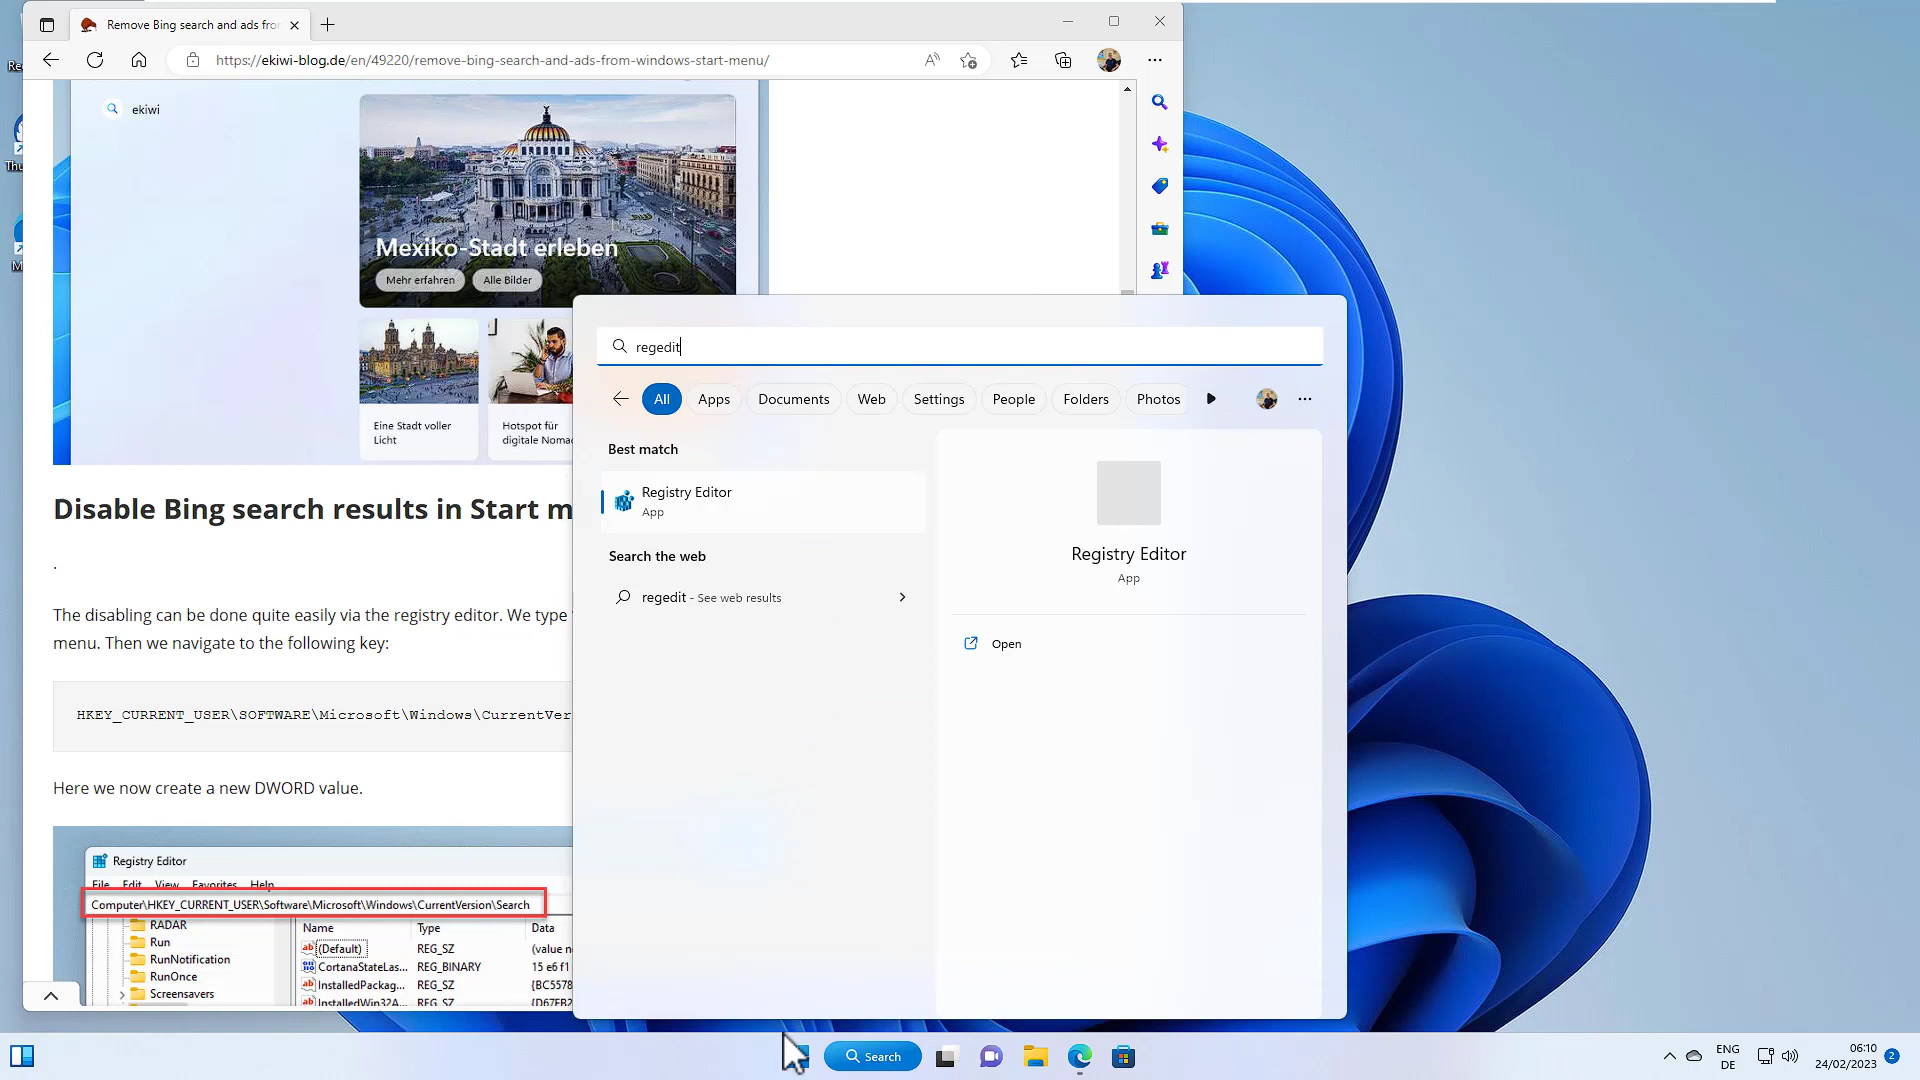 Remove Bing search and ads fro
https://ekiwi-blog.de/en/49220/remove-bing-search-and-ads-from-windows-start-menu/
ekiwi
Mexiko-Stadt erleben
Mehr erfahren
Alle Bilder
Eine Stadt voller
Licht
Hotspot für
digitale Noma
Disable Bing search results in Start m
.
The disabling can be done quite easily via the registry editor. We type
menu. Then we navigate to the following key:
HKEY_CURRENT_USER\SOFTWARE\Microsoft\Windows\CurrentVer
Here we now create a new DWORD value.
Registry Editor
File Edit View Favorites Help
Computer\HKEY_CURRENT_USER\Software\Microsoft\Windows\CurrentVersion\Search
RADAR
Run
RunNotification
RunOnce
Screensavers
Name Type Data
(Default) REG_SZ (value n
CortanaStateLas... REG_BINARY 15 e6 f1
InstalledPackag... REG_SZ {BC5578
InstalledWin32A... REG_SZ {D67FB2
regedit
All
Apps
Documents
Web
Settings
People
Folders
Photos
Best match
Registry Editor
App
Search the web
regedit - See web results
Registry Editor
App
Open
Search
ENG
DE
06:10
24/02/2023
2